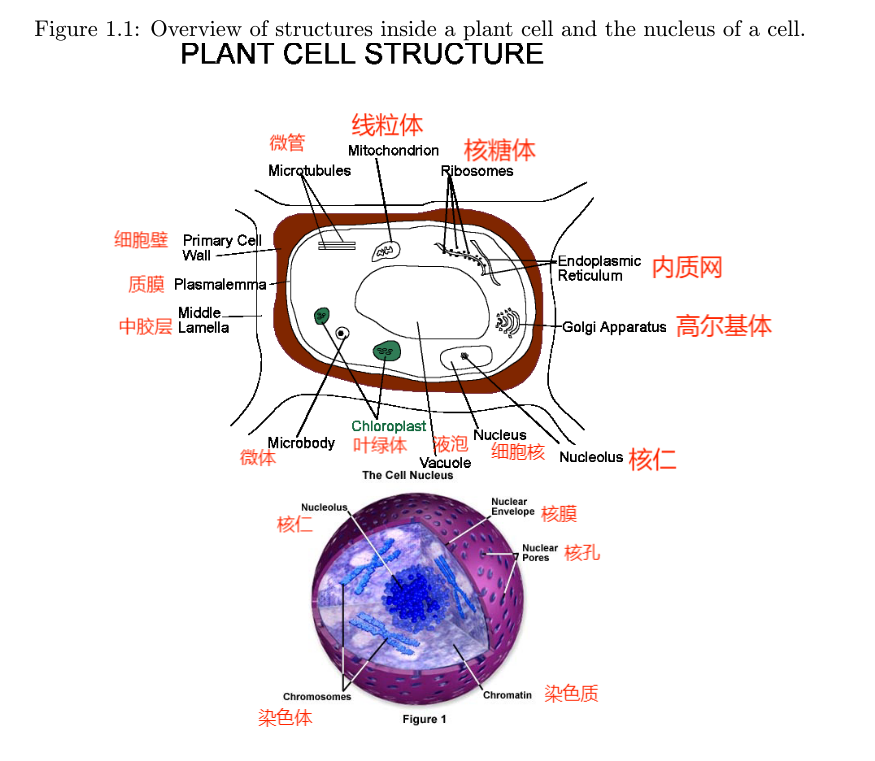 Figure 1.1: Overview of structures inside a plant cell and the nucleus of a cell.
PLANT CELL STRUCTURE
线粒体
微管
Mitochondrion
核糖体
Microtubules
Ribosomes
细胞壁
Primary Cell
Wall
Endoplasmic
Reticulum
内质网
质膜
Plasmalemma
中胶层
Middle
Lamella
Golgi Apparatus
高尔基体
Chloroplast
叶绿体
Microbody
微体
液泡
Vacuole
Nucleus
细胞核
Nucleolus
核仁
The Cell Nucleus
Nucleolus
核仁
Nuclear
Envelope
核膜
Nuclear
Pores
核孔
Chromosomes
染色体
Chromatin
染色质
Figure 1